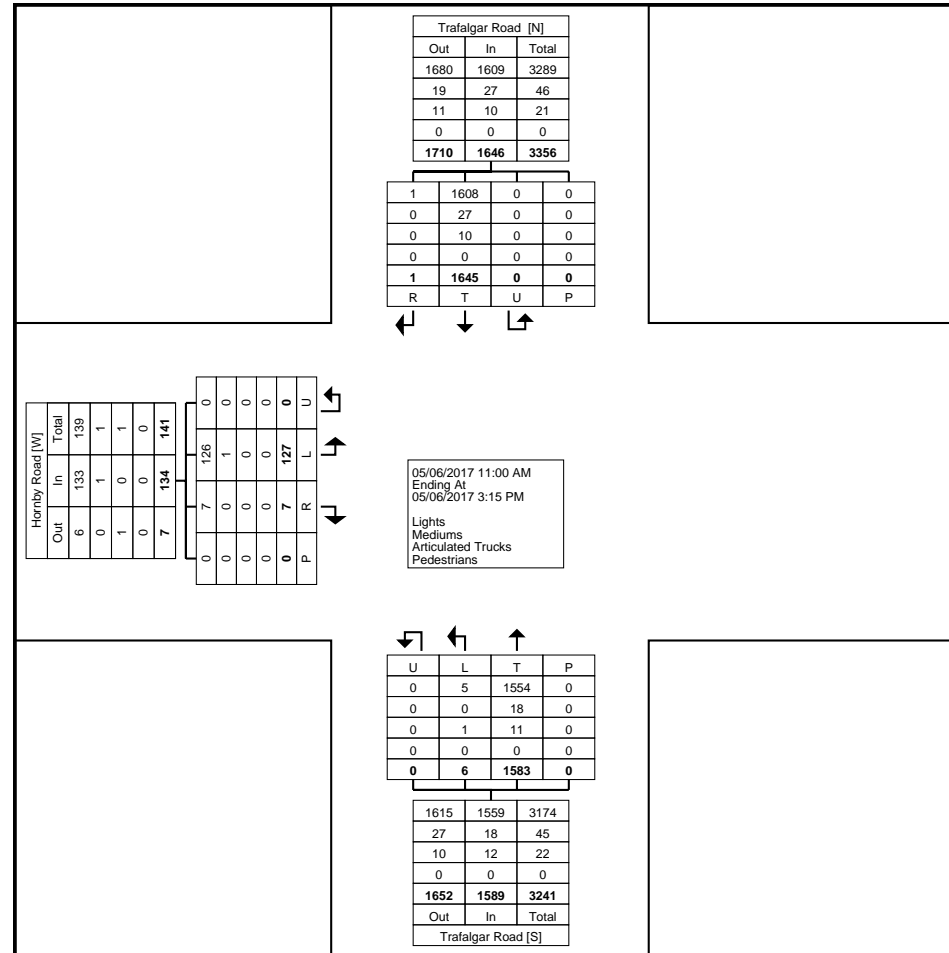 Trafalgar Road [N]
Out In Total
1680 1609 3289
19 27 46
11 10 21
0 0 0
1710 1646 3356
1 1608 0 0
0 27 0 0
0 10 0 0
0 0 0 0
1 1645 0 0
R T U P
Hornby Road [W]
Out In Total
6 133 139
0 1 1
1 0 1
0 0 0
7 134 141
0 7 126 0
0 0 1 0
0 0 0 0
0 0 0 0
0 7 127 0
P R L U
05/06/2017 11:00 AM
Ending At
05/06/2017 3:15 PM
Lights
Mediums
Articulated Trucks
Pedestrians
U L T P
0 5 1554 0
0 0 18 0
0 1 11 0
0 0 0 0
0 6 1583 0
1615 1559 3174
27 18 45
10 12 22
0 0 0
1652 1589 3241
Out In Total
Trafalgar Road [S]